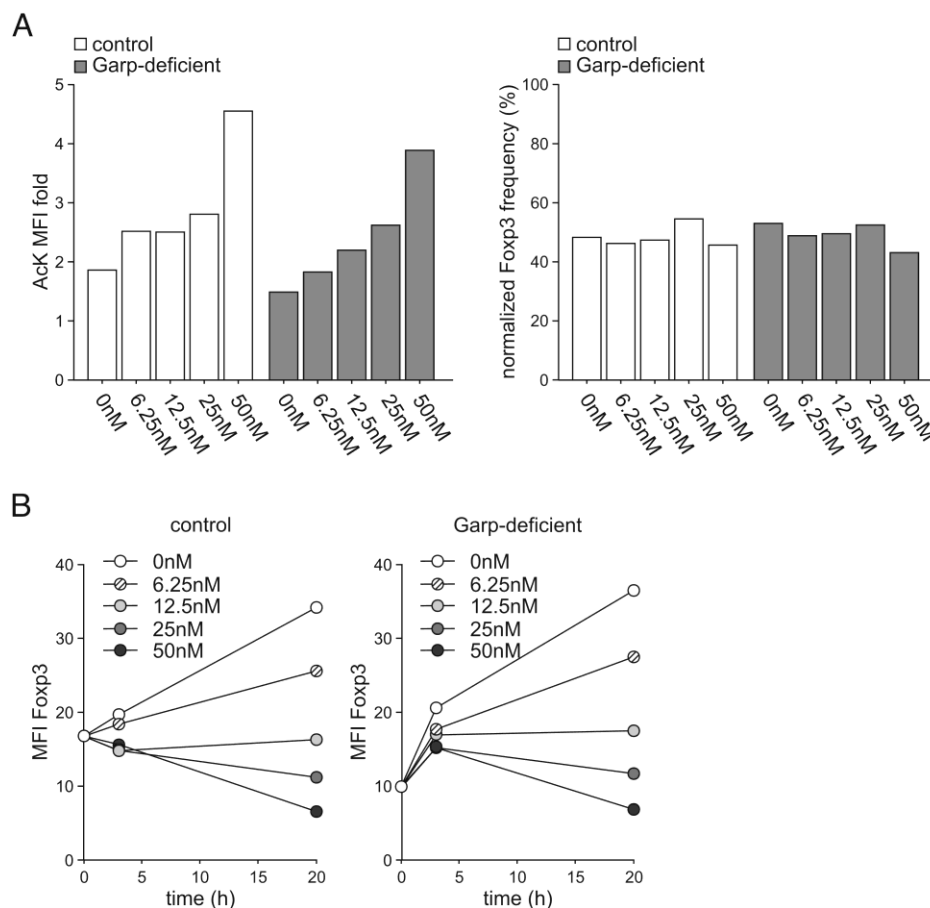 A
control
Garp-deficient
AcK MFI fold
5
4
3
2
1
0
0nM
6.25nM
12.5nM
25nM
50nM
0nM
6.25nM
12.5nM
25nM
50nM
control
Garp-deficient
normalized Foxp3 frequency (%)
100
80
60
40
20
0
0nM
6.25nM
12.5nM
25nM
50nM
0nM
6.25nM
12.5nM
25nM
50nM
B
control
0nM
6.25nM
12.5nM
25nM
50nM
MFI Foxp3
40
30
20
10
0
0 5 10 15 20
time (h)
Garp-deficient
0nM
6.25nM
12.5nM
25nM
50nM
MFI Foxp3
40
30
20
10
0
0 5 10 15 20
time (h)